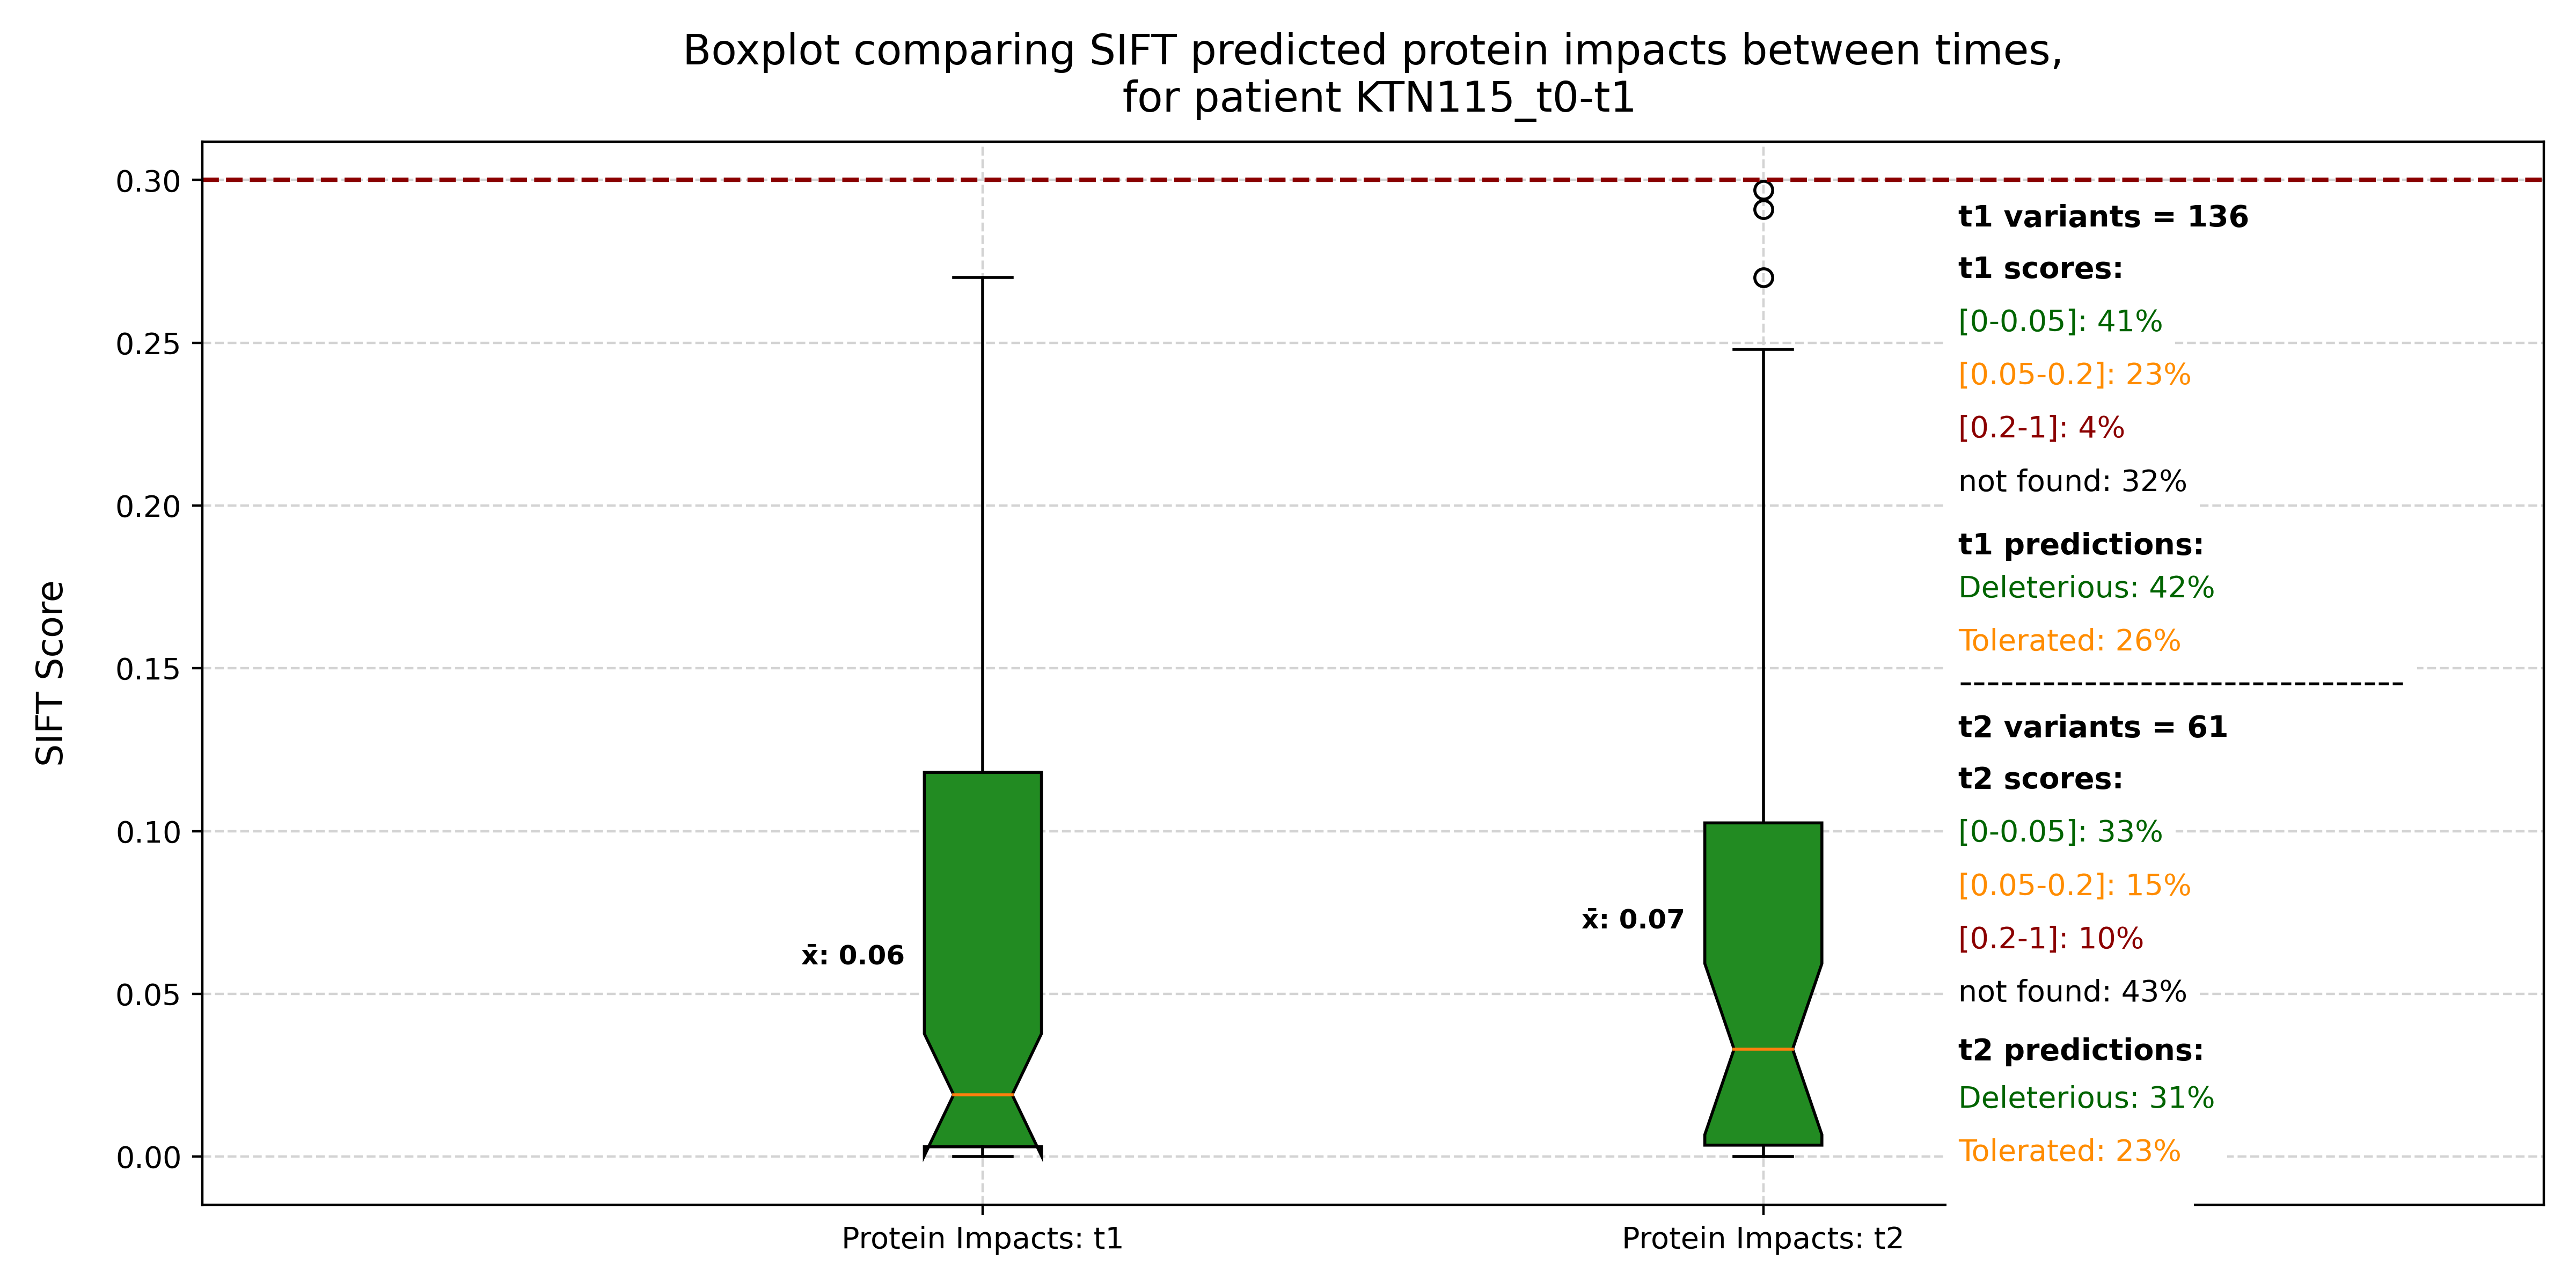 Boxplot comparing SIFT predicted protein impacts between times,
for patient KTN115_t0-t1
SIFT Score
0.30
0.25
0.20
0.15
0.10
0.05
0.00
x̄: 0.06
x̄: 0.07
Protein Impacts: t1
Protein Impacts: t2
t1 variants = 136
t1 scores:
[0-0.05]: 41%
[0.05-0.2]: 23%
[0.2-1]: 4%
not found: 32%
t1 predictions:
Deleterious: 42%
Tolerated: 26%
--------------------------------------
t2 variants = 61
t2 scores:
[0-0.05]: 33%
[0.05-0.2]: 15%
[0.2-1]: 10%
not found: 43%
t2 predictions:
Deleterious: 31%
Tolerated: 23%